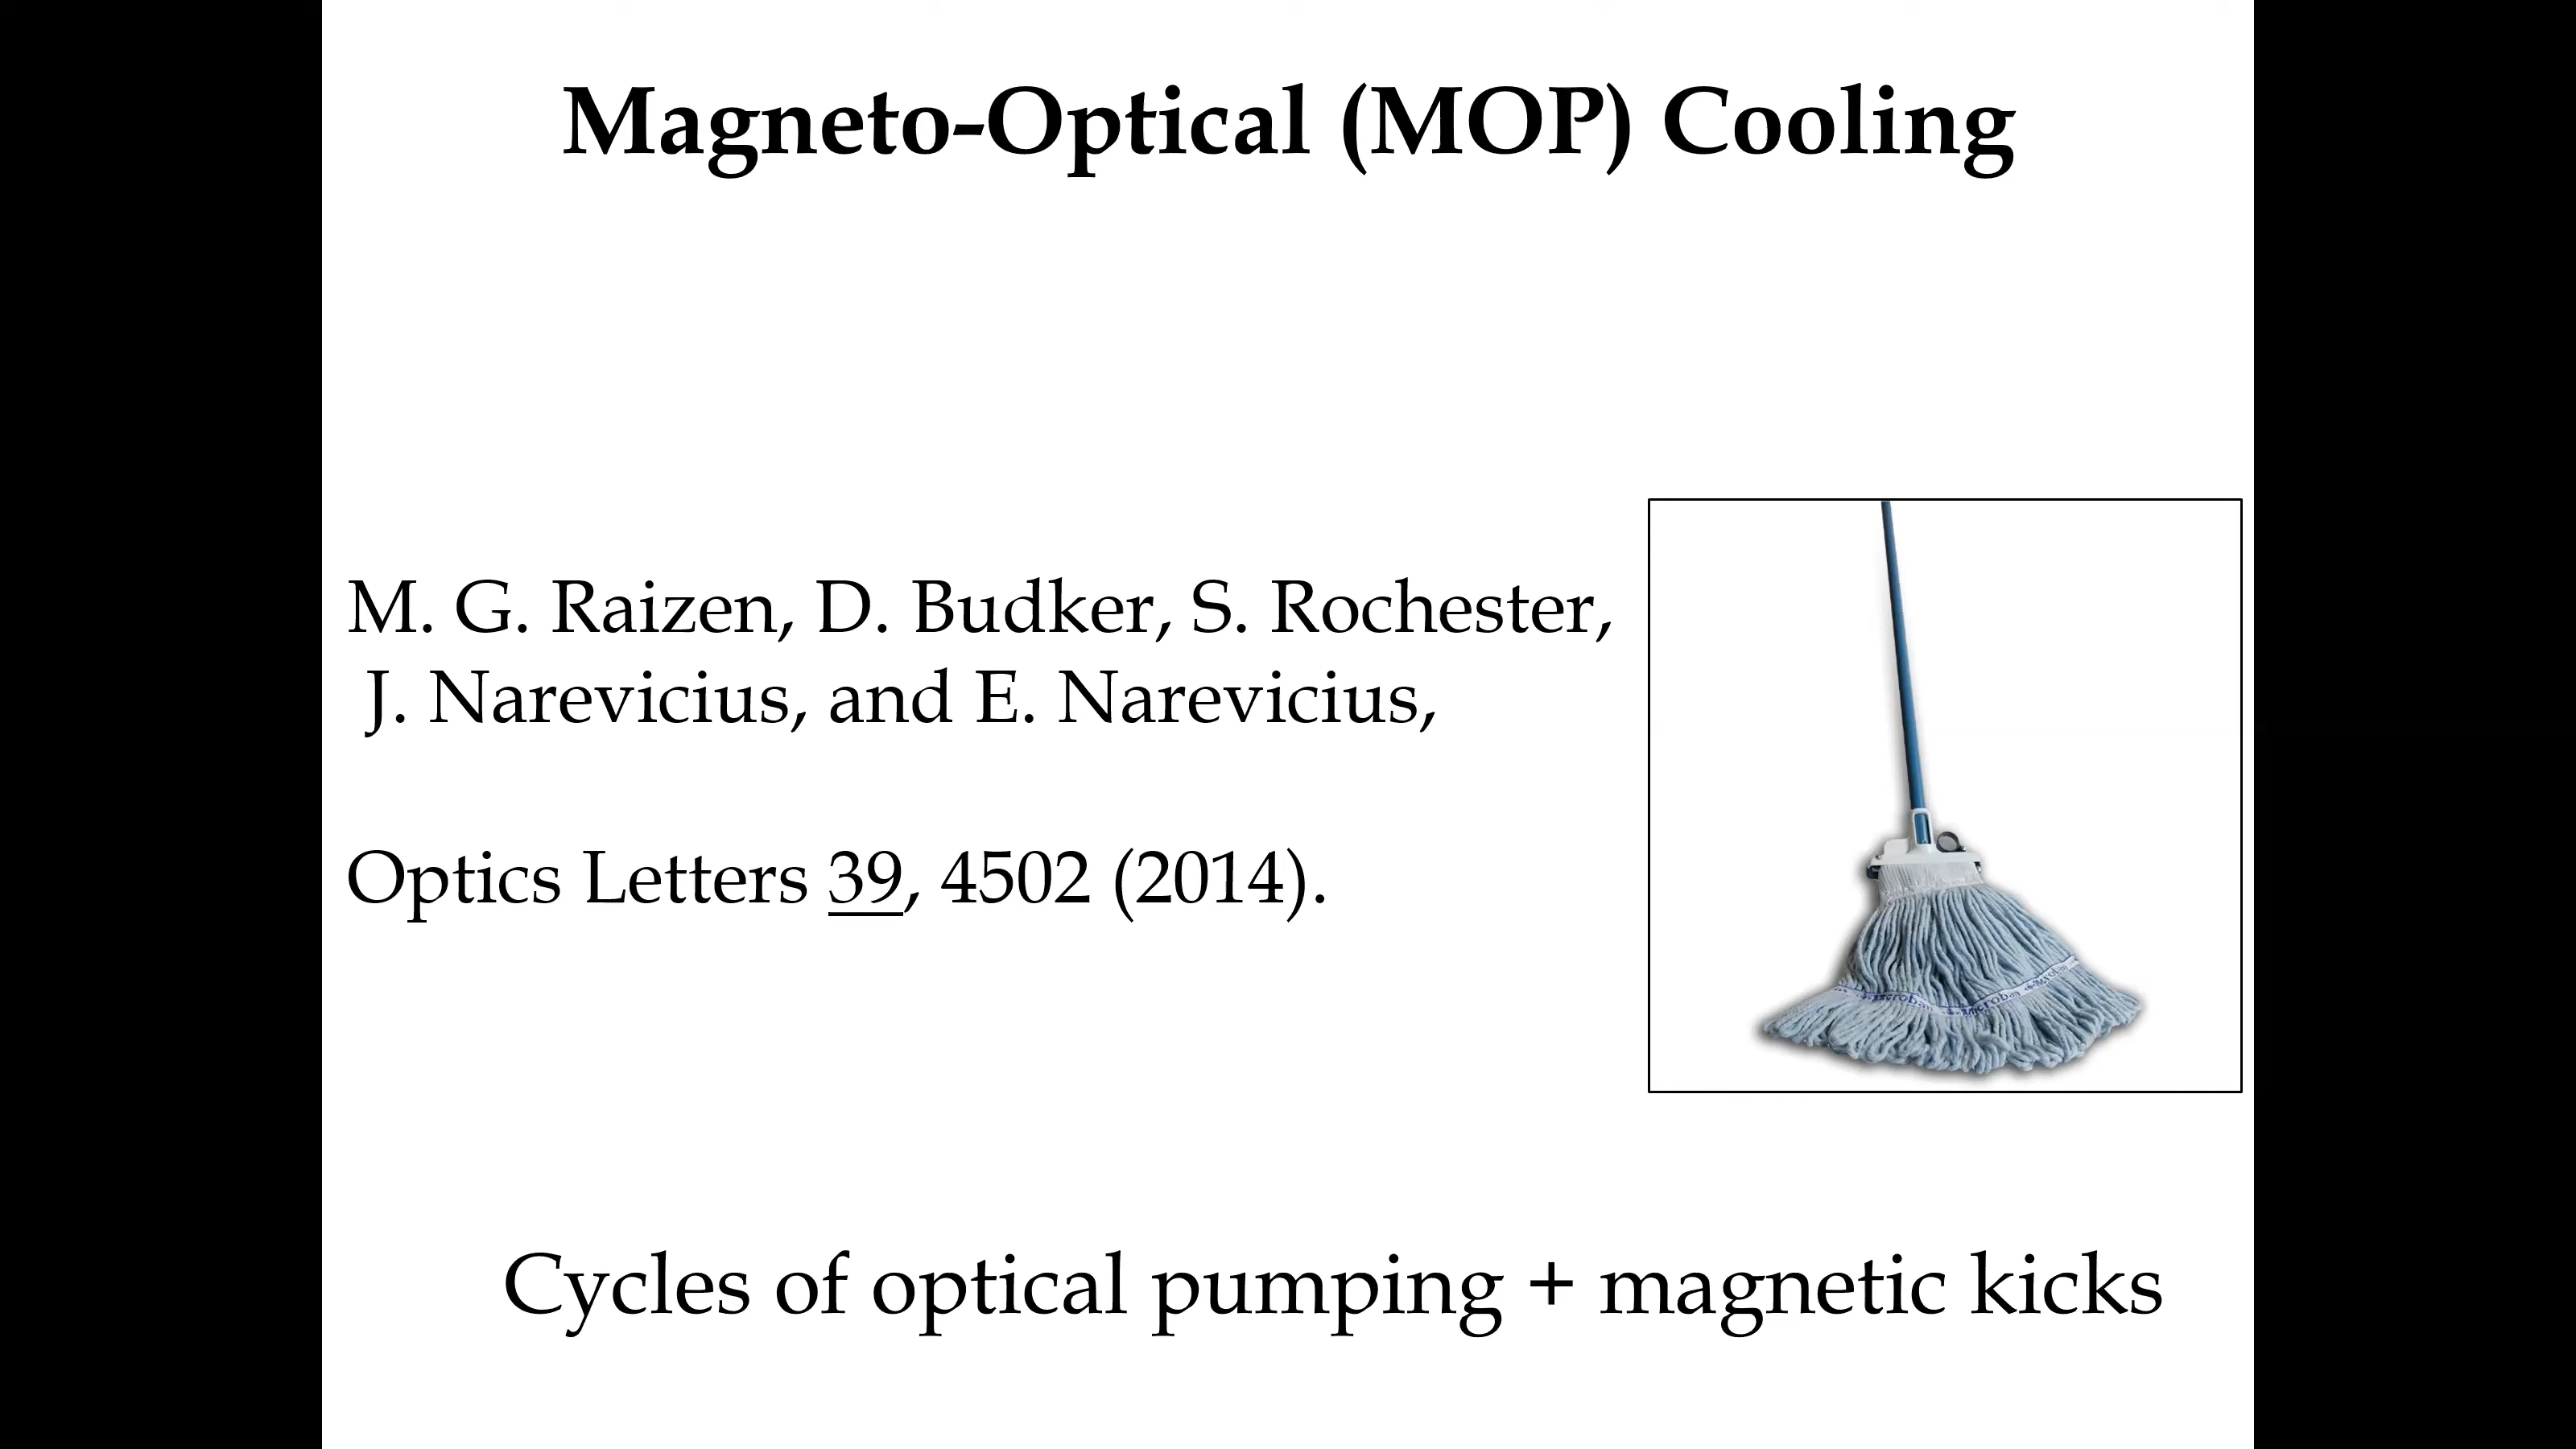 Magneto-Optical (MOP) Cooling
M. G. Raizen, D. Budker, S. Rochester,
J. Narevicius, and E. Narevicius,
Optics Letters 39, 4502 (2014).
Cycles of optical pumping + magnetic kicks